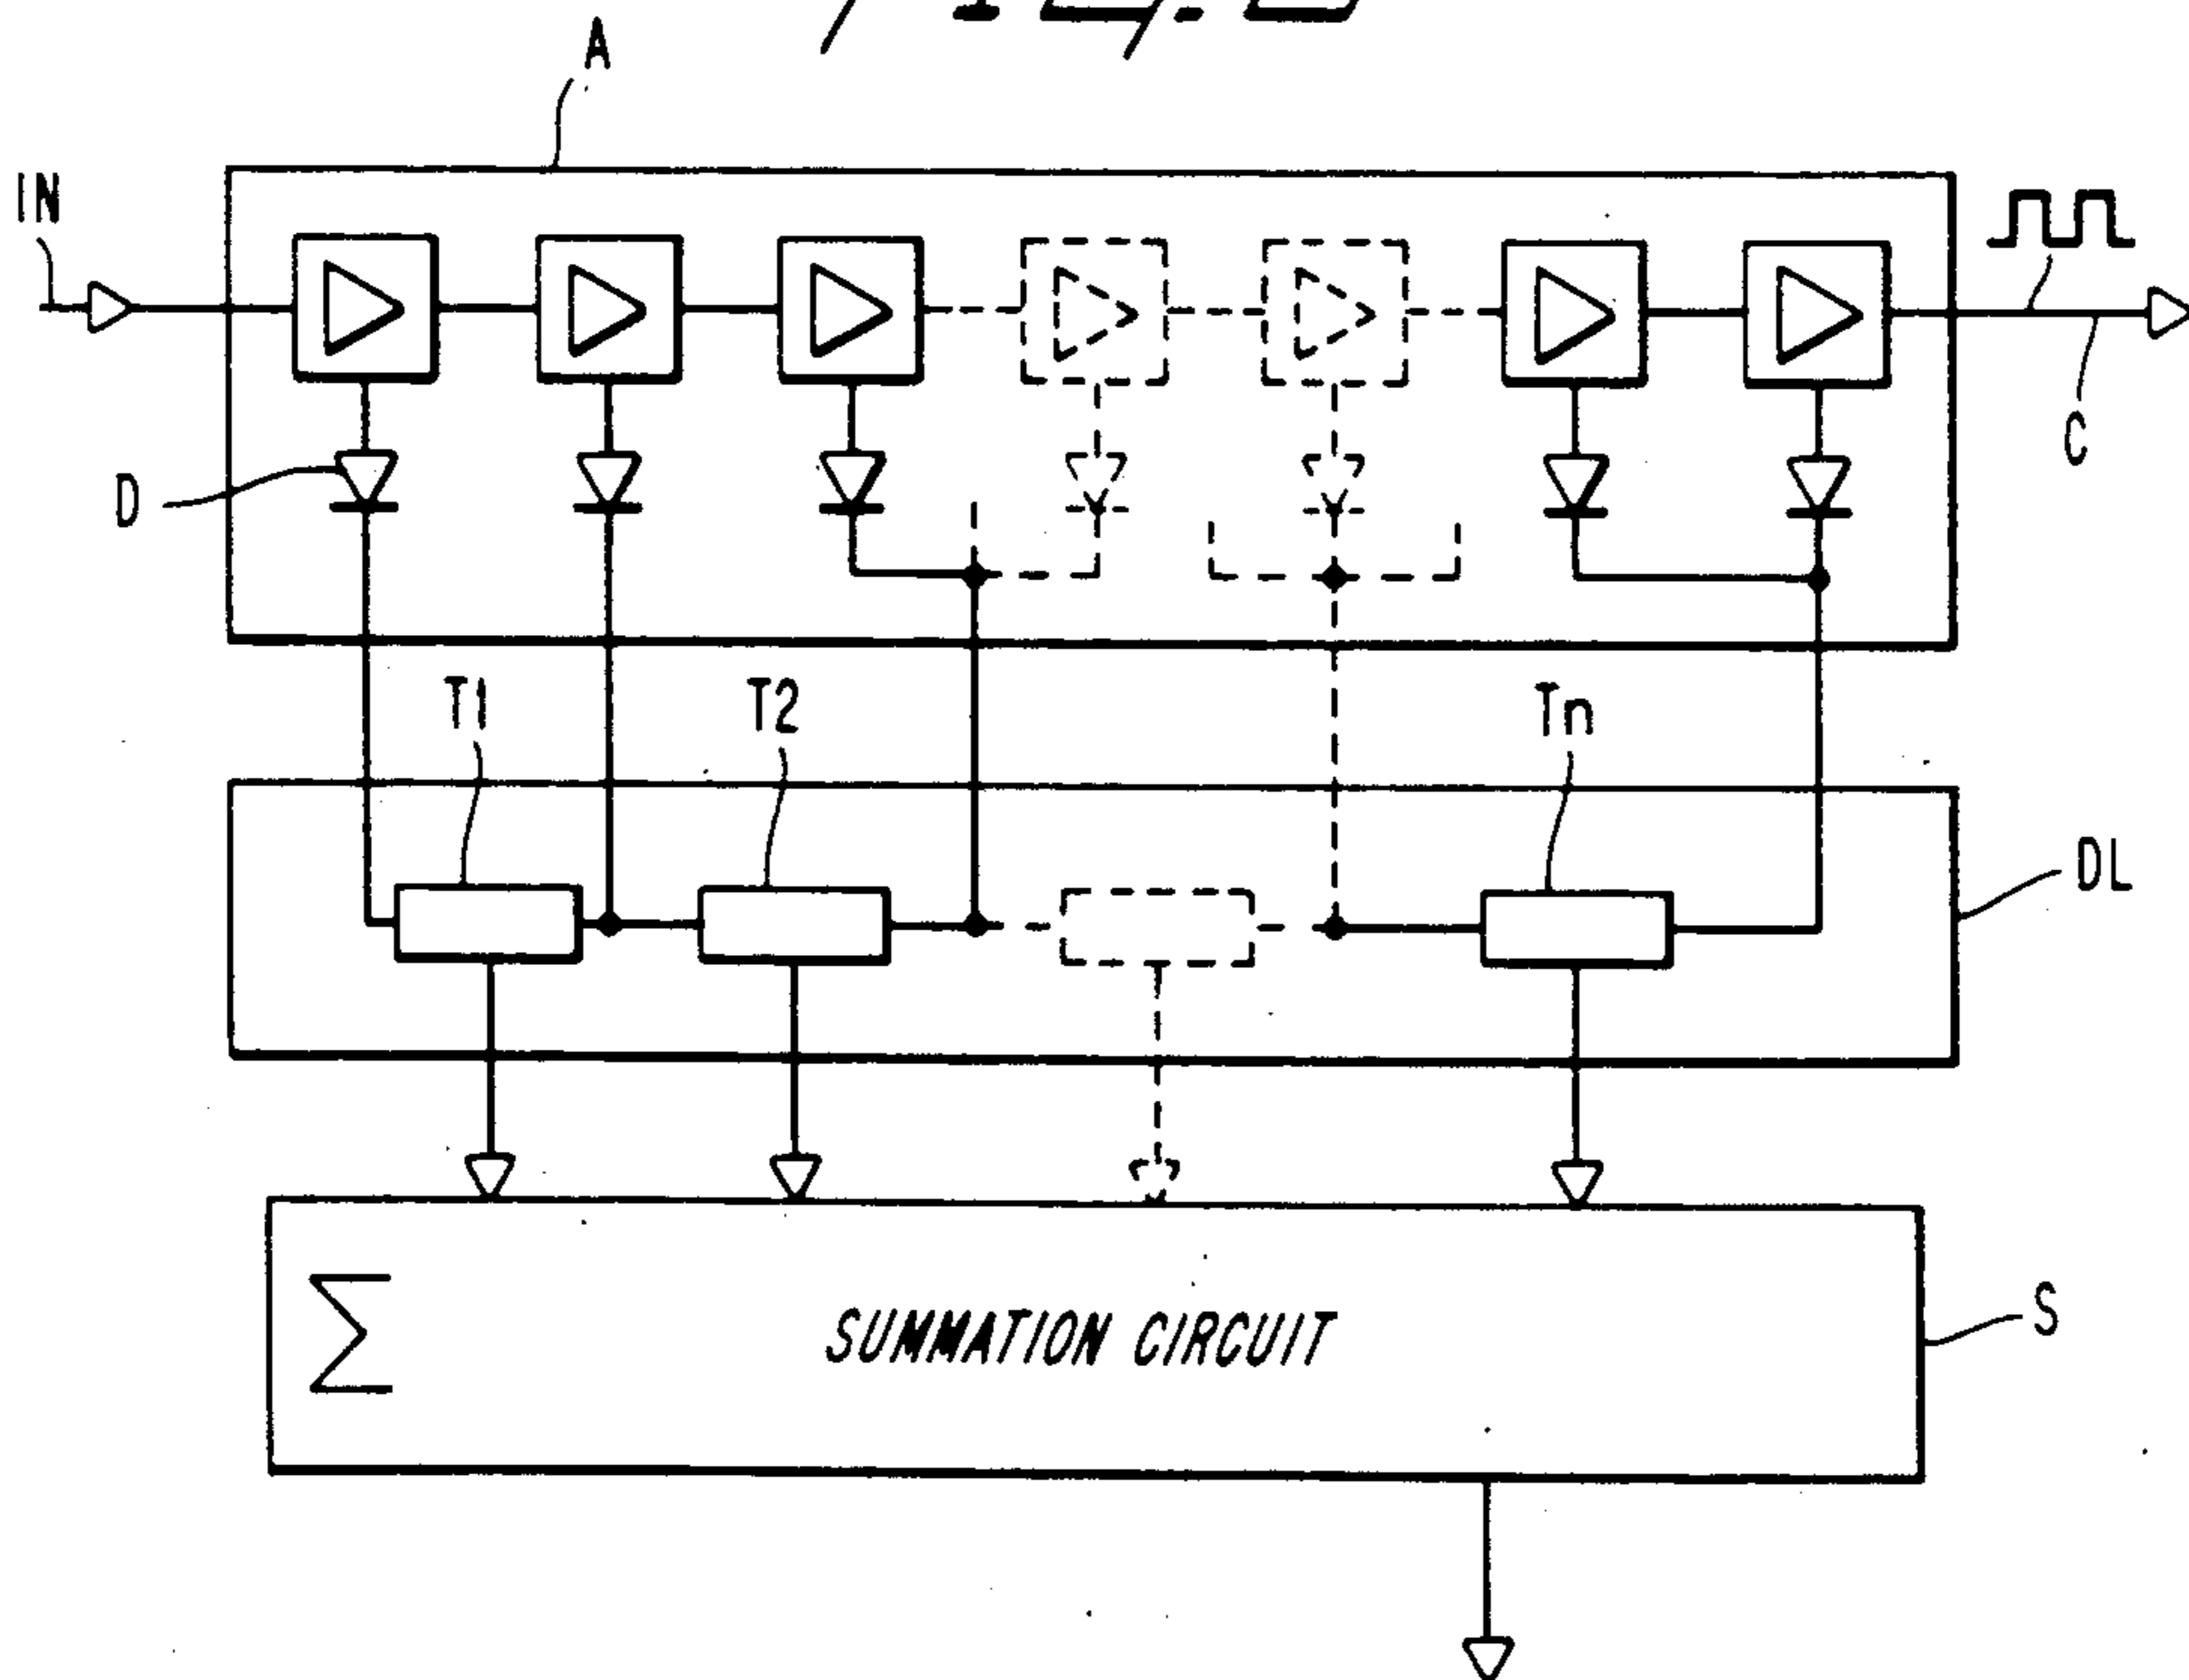 A
IN
D
C
T1
T2
Tn
DL
Σ
SUMMATION CIRCUIT
S